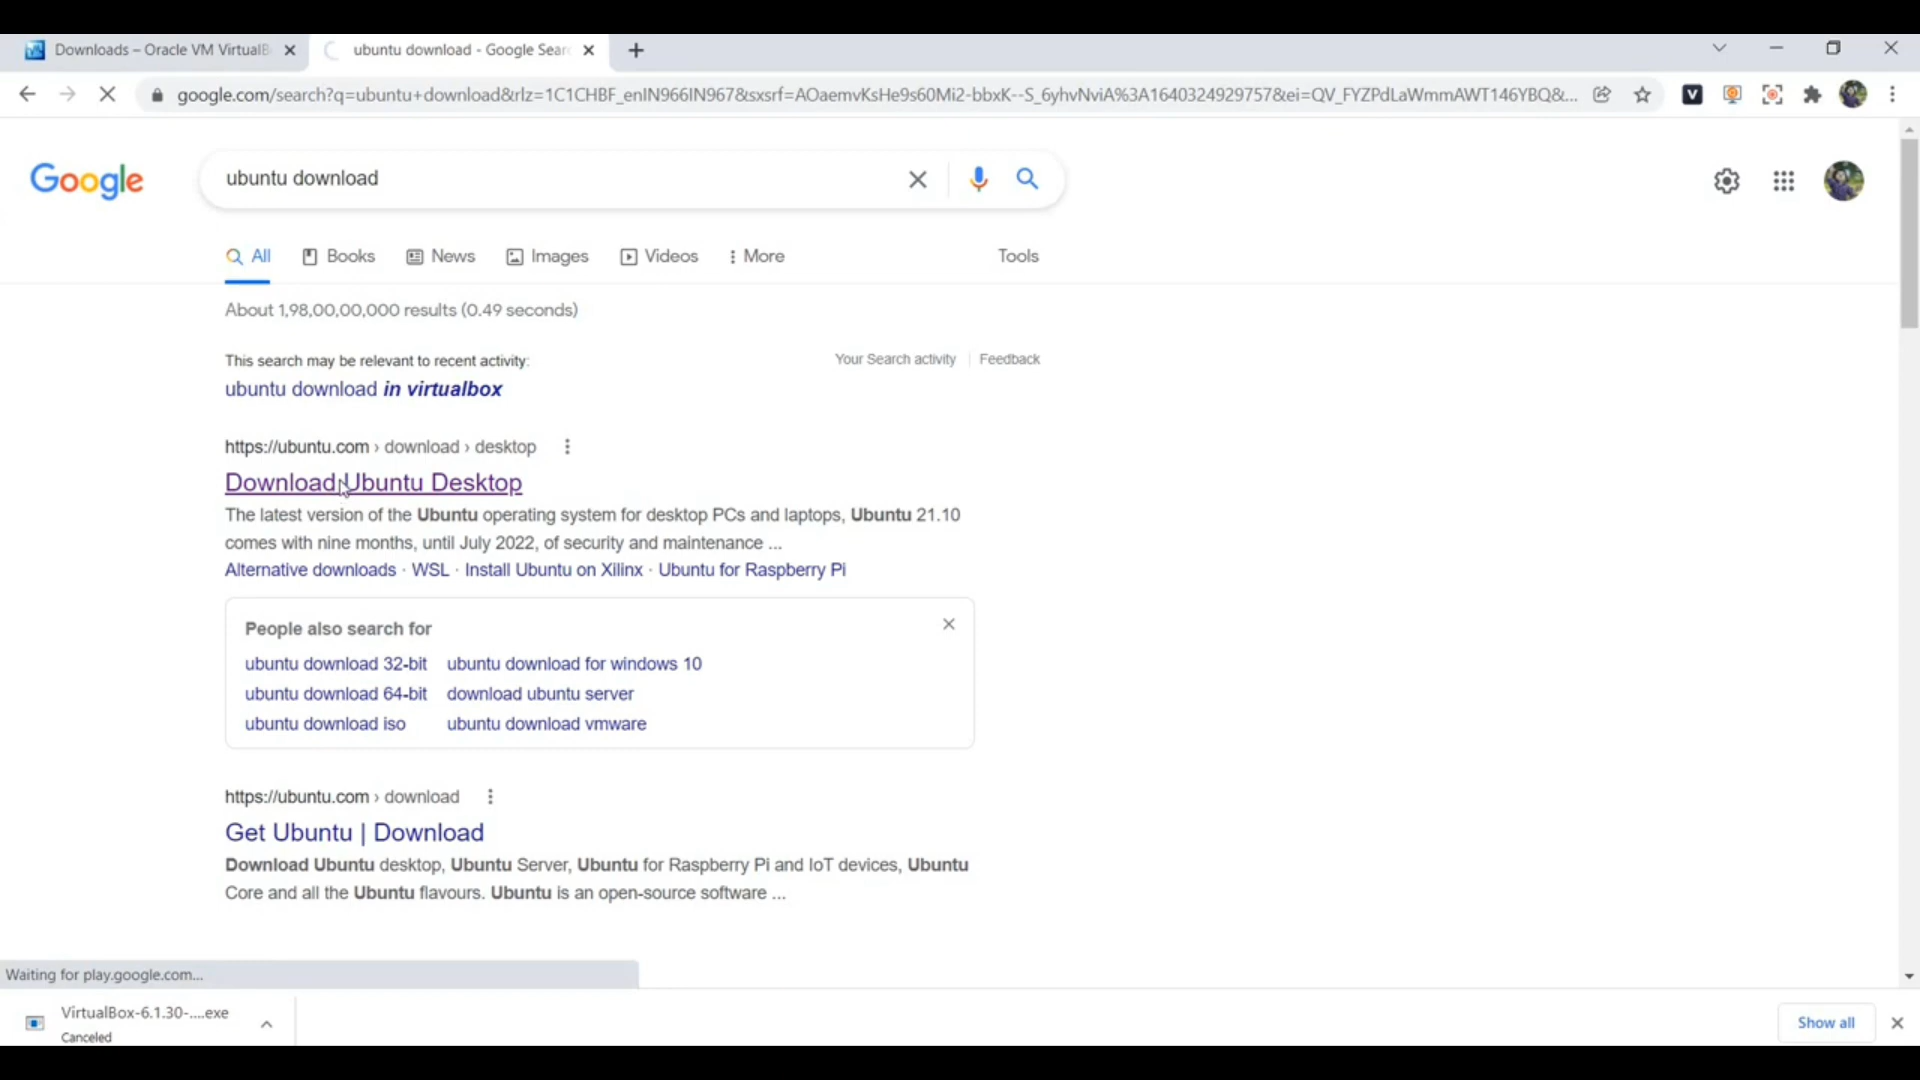 Downloads – Oracle VM VirtualB
ubuntu download - Google Sear
google.com/search?q=ubuntu+download&rlz=1C1CHBF_enIN966IN967&sxsrf=AOaemvKsHe9s60Mi2-bbxK--S_6yhvNviA%3A1640324929757&ei=QV_FYZPdLaWmmAWT146YBQ&...
Google
ubuntu download
All Books News Images Videos More Tools
About 1,98,00,00,000 results (0.49 seconds)
This search may be relevant to recent activity: Your Search activity Feedback
ubuntu download in virtualbox
https://ubuntu.com › download › desktop
Download Ubuntu Desktop
The latest version of the Ubuntu operating system for desktop PCs and laptops, Ubuntu 21.10
comes with nine months, until July 2022, of security and maintenance ...
Alternative downloads · WSL · Install Ubuntu on Xilinx · Ubuntu for Raspberry Pi
People also search for
ubuntu download 32-bit ubuntu download for windows 10
ubuntu download 64-bit download ubuntu server
ubuntu download iso ubuntu download vmware
https://ubuntu.com › download
Get Ubuntu | Download
Download Ubuntu desktop, Ubuntu Server, Ubuntu for Raspberry Pi and IoT devices, Ubuntu
Core and all the Ubuntu flavours. Ubuntu is an open-source software ...
Waiting for play.google.com...
VirtualBox-6.1.30-....exe
Canceled
Show all